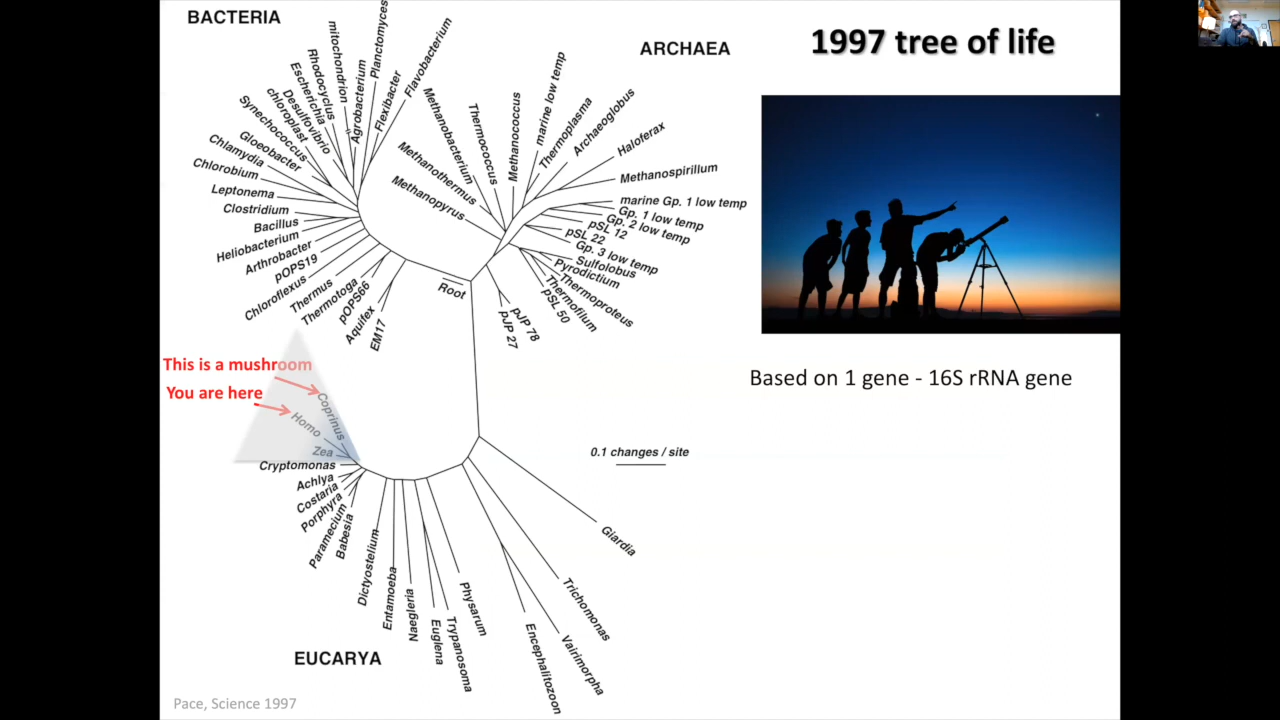 BACTERIA
ARCHAEA
1997 tree of life
Planctomyces
mitochondrion
Flavobacterium
Rhodocyclus
Escherichia
Desulfovibrio
chloroplast
Synechococcus
Agrobacterium
Flexibacter
Gloeobacter
Chlamydia
Chlorobium
Leptonema
Clostridium
Bacillus
Heliobacterium
Arthrobacter
pOPS19
Chloroflexus
Thermus
Thermotoga
pOPS66
Aquifex
EM17
Root
Methanobacterium
Methanothermus
Methanopyrus
Thermococcus
Methanococcus
marine low temp
Thermoplasma
Archaeoglobus
Haloferax
Methanospirillum
marine Gp. 1 low temp
Gp. 1 low temp
Gp. 2 low temp
pSL 12
pSL 22
Gp. 3 low temp
Sulfolobus
Pyrodictium
Thermoproteus
Thermofilum
pSL 50
pJP 78
pJP 27
This is a mushroom
You are here
Coprinus
Homo
Zea
Cryptomonas
Achlya
Costaria
Porphyra
Paramecium
Babesia
Dictyostelium
Entamoeba
Naegleria
Euglena
Trypanosoma
Physarum
Encephalitozoon
Vairimorpha
Trichomonas
Giardia
0.1 changes / site
Based on 1 gene - 16S rRNA gene
EUCARYA
Pace, Science 1997